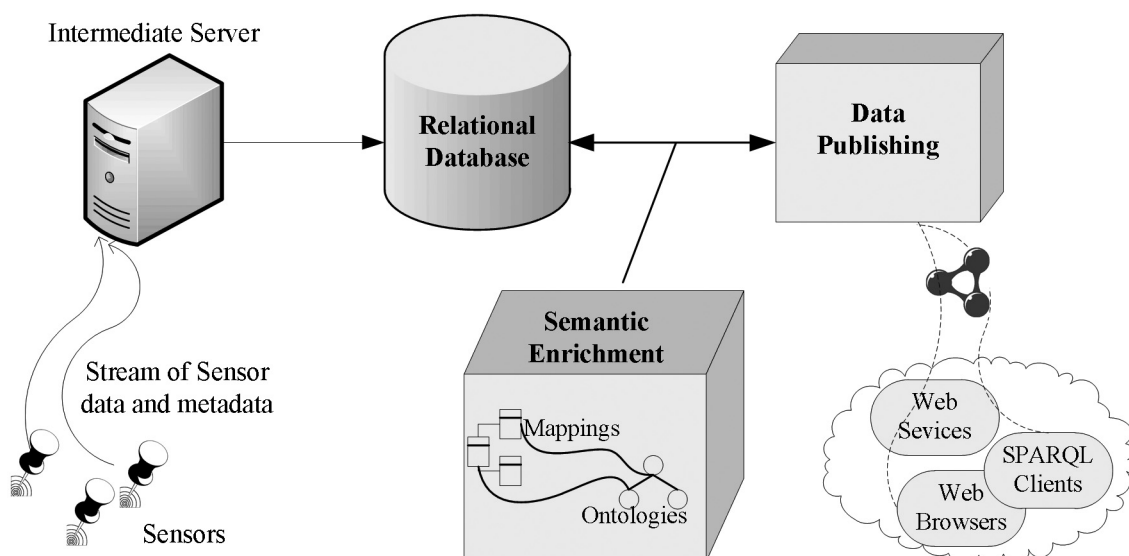 Intermediate Server
Relational
Database
Data
Publishing
Semantic
Enrichment
Stream of Sensor
data and metadata
Mappings
Ontologies
Sensors
Web
Sevices
SPARQL
Clients
Web
Browsers